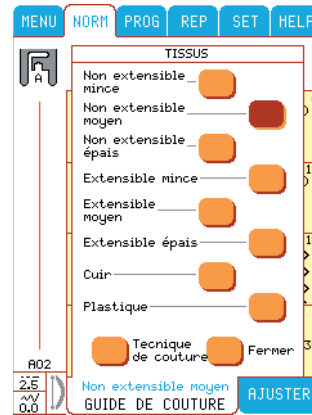 MENU NORM PROG REP SET HELP
TISSUS
A
Non extensible
mince
Non extensible
moyen
Non extensible
épais
Extensible mince
Extensible
moyen
Extensible épais
Cuir
Plastique
Tecnique
de couture
Fermer
A02
2.5
0.0
Non extensible moyen
GUIDE DE COUTURE
AJUSTER